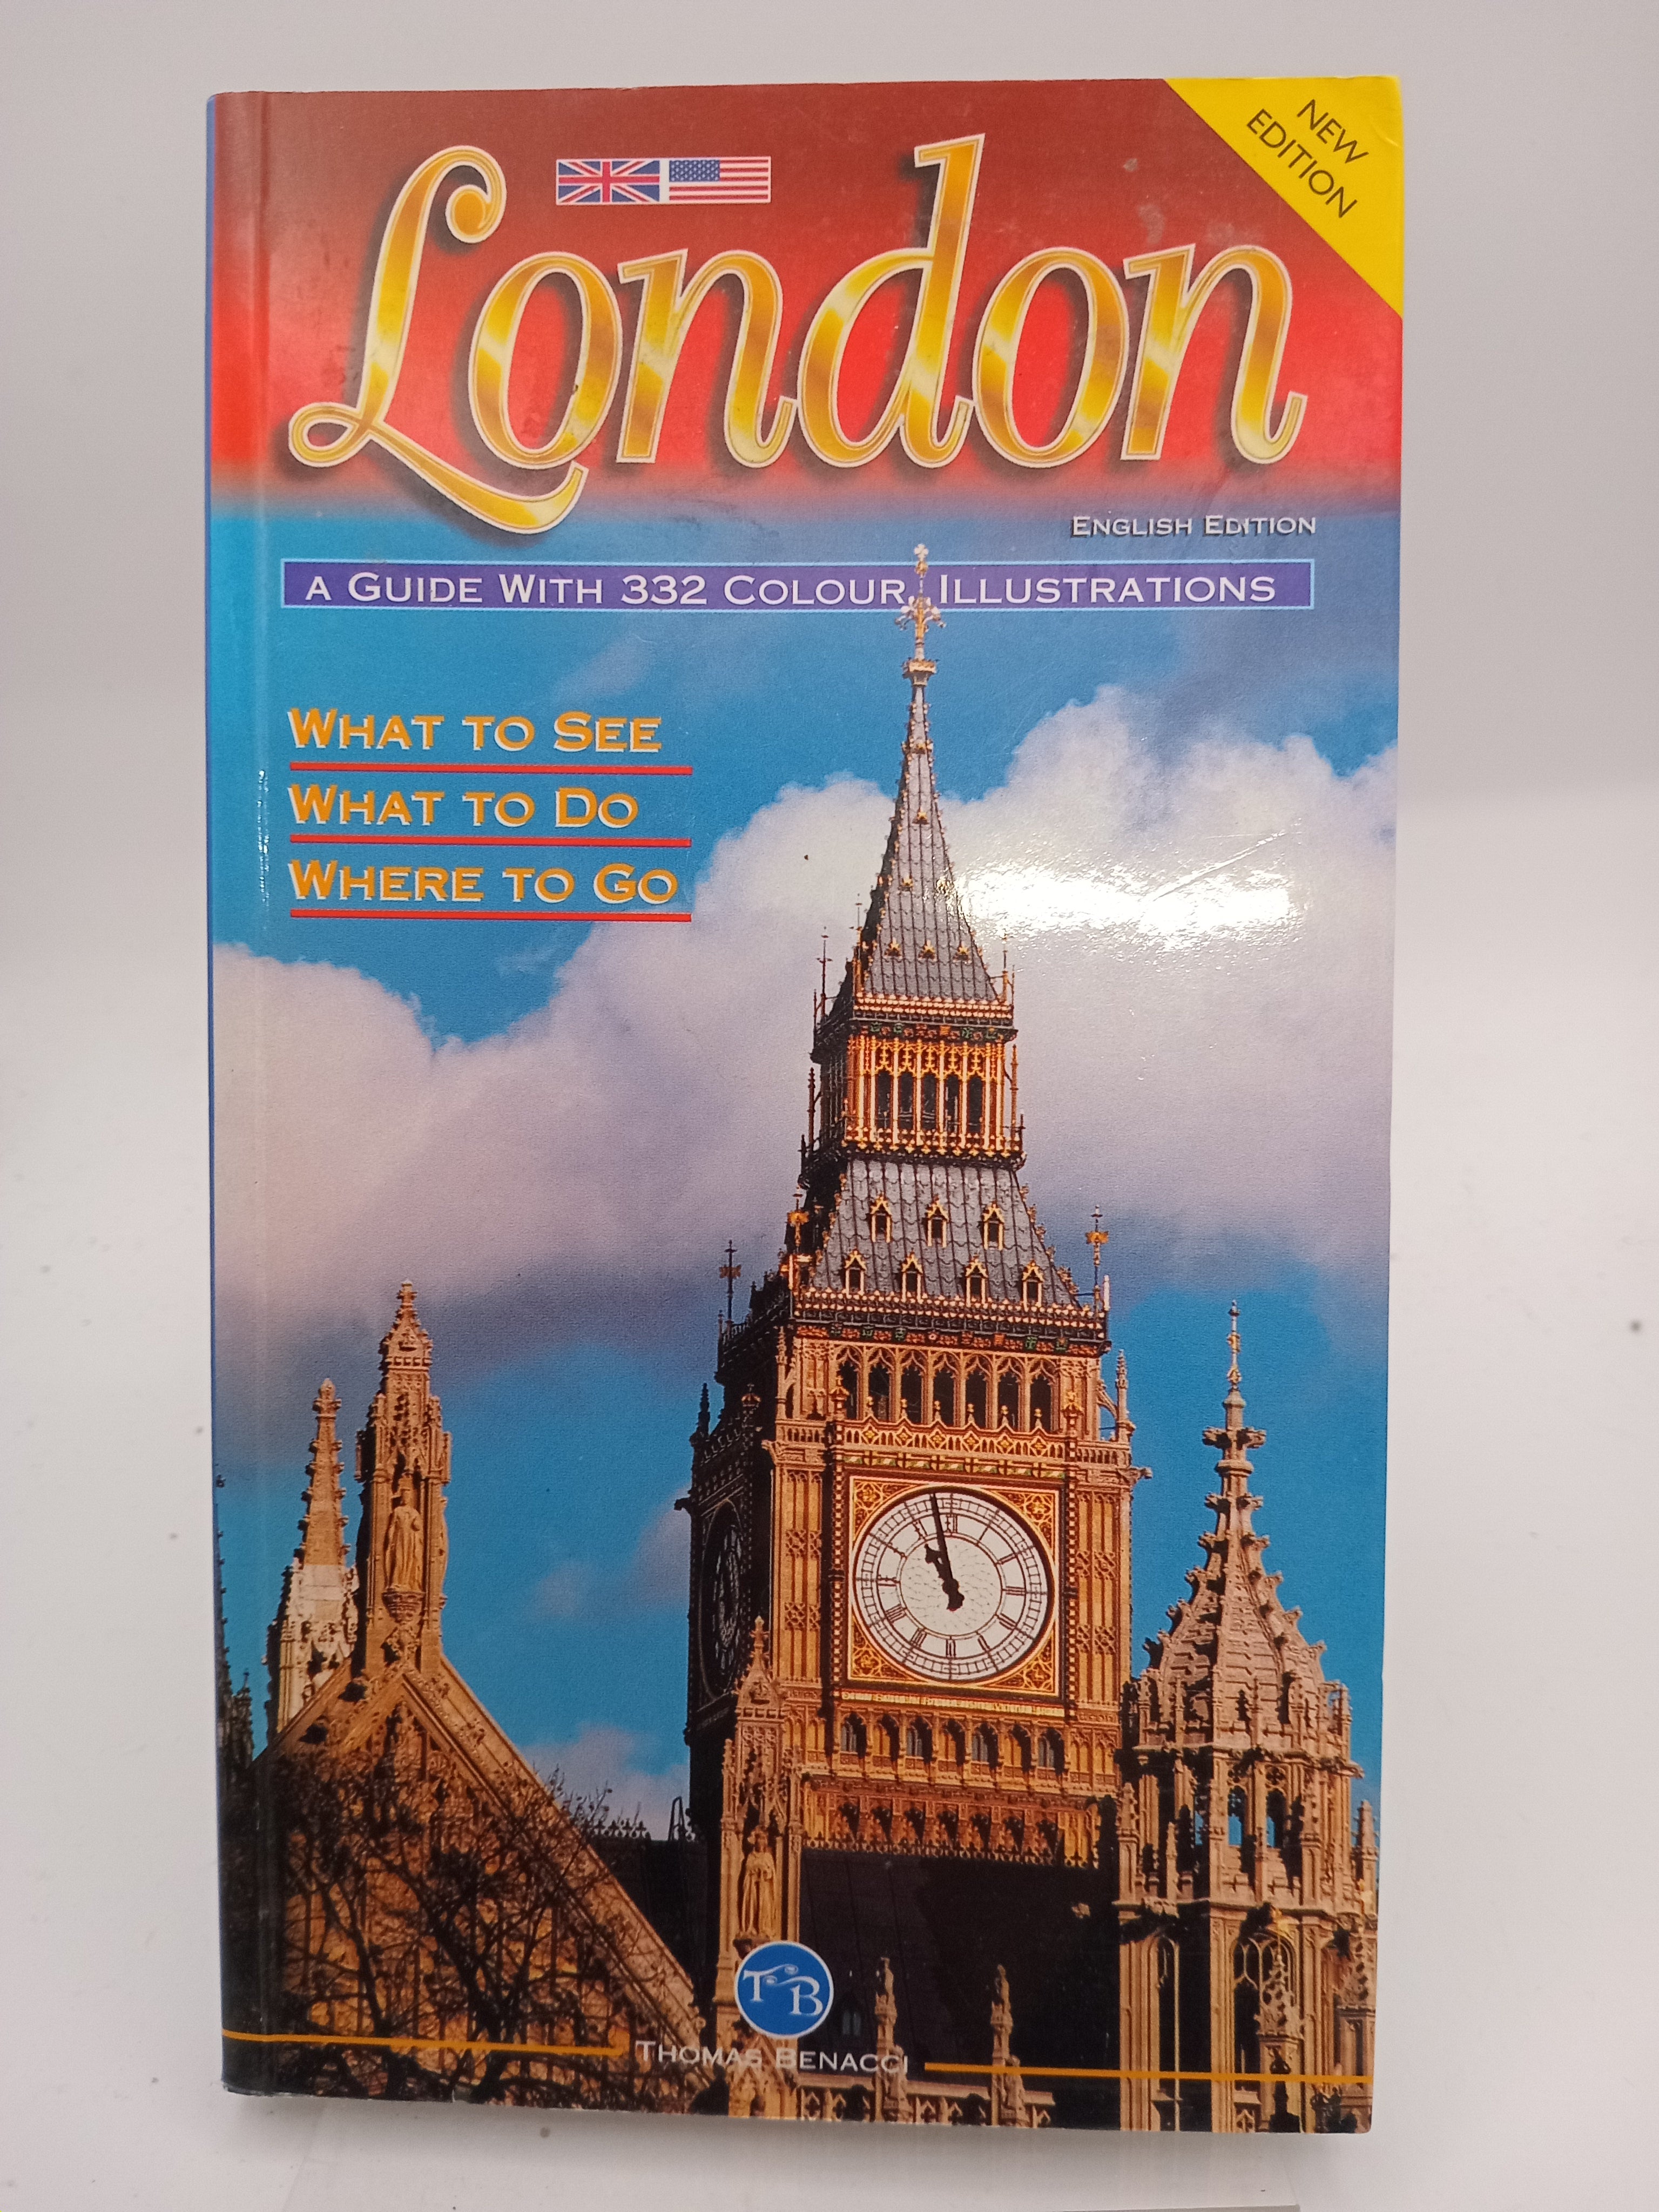 NEW
EDITION
London
ENGLISH EDITION
A GUIDE WITH 332 COLOUR ILLUSTRATIONS
WHAT TO SEE
WHAT TO DO
WHERE TO GO
TB
THOMAS BENACCI